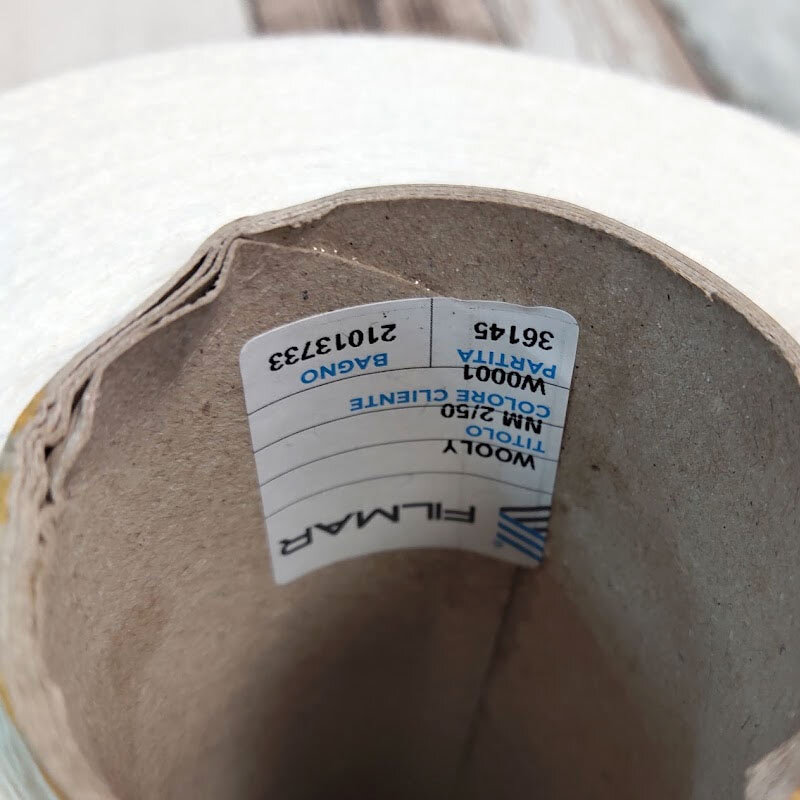 FILMAR
WOOLY
TITOLO
NM 2/50
COLORE CLIENTE
W0001
PARTITA BAGNO
36145 21013733